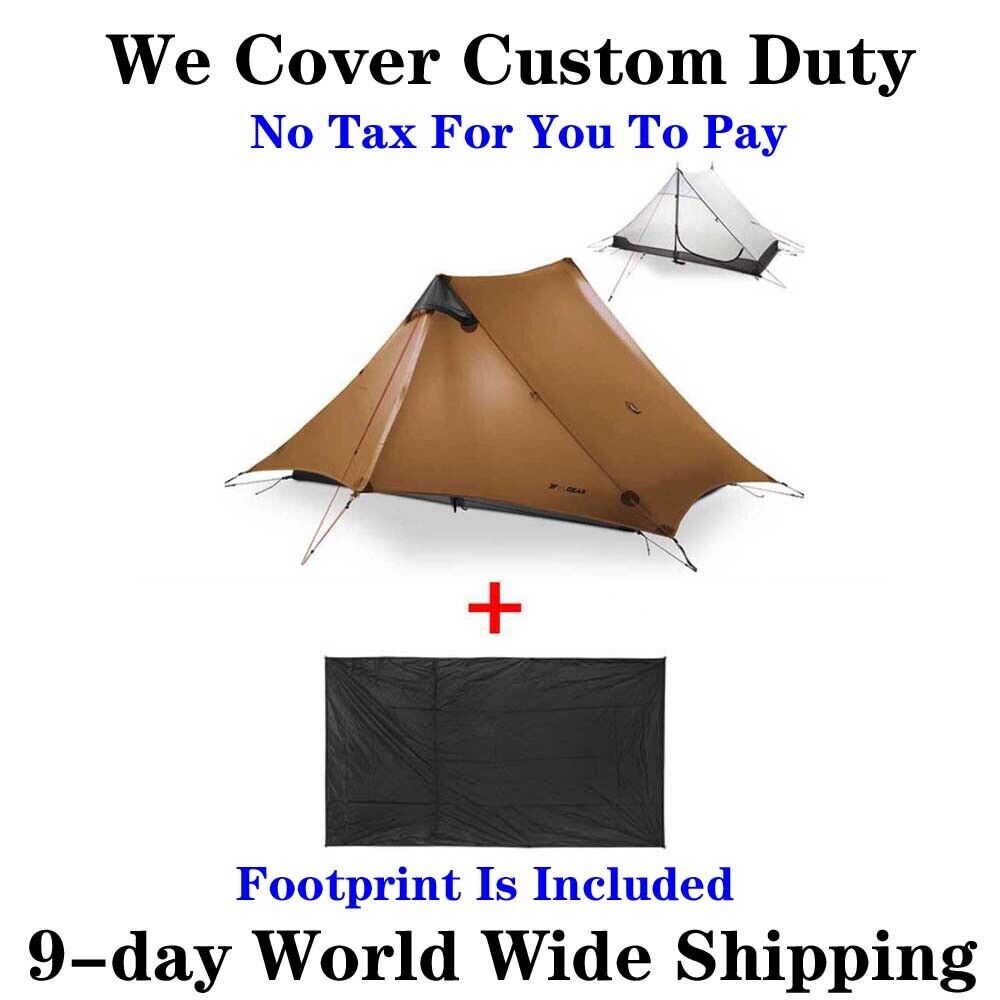 We Cover Custom Duty
No Tax For You To Pay
Footprint Is Included
9-day World Wide Shipping